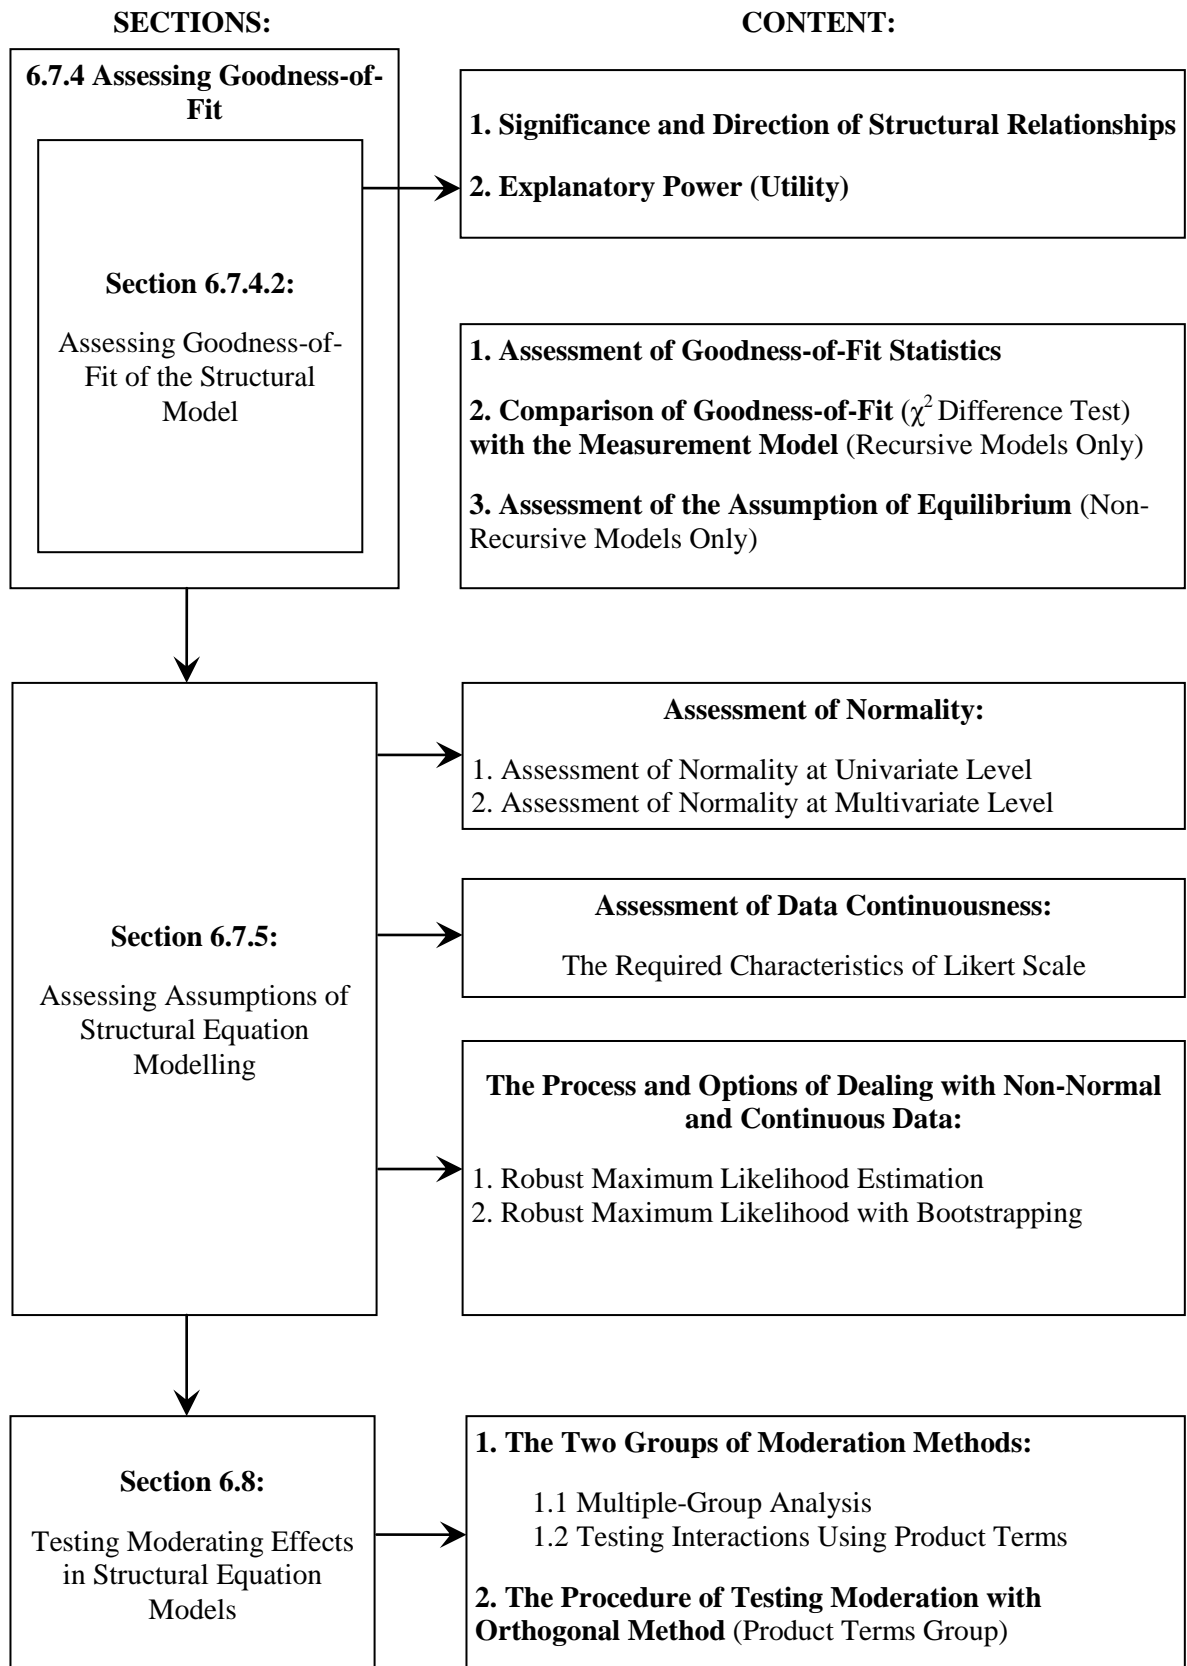 SECTIONS:
CONTENT:
6.7.4 Assessing Goodness-of-
Fit
Section 6.7.4.2:
Assessing Goodness-of-
Fit of the Structural
Model
1. Significance and Direction of Structural Relationships
2. Explanatory Power (Utility)
1. Assessment of Goodness-of-Fit Statistics
2. Comparison of Goodness-of-Fit (χ² Difference Test)
with the Measurement Model (Recursive Models Only)
3. Assessment of the Assumption of Equilibrium (Non-
Recursive Models Only)
Section 6.7.5:
Assessing Assumptions of
Structural Equation
Modelling
Assessment of Normality:
1. Assessment of Normality at Univariate Level
2. Assessment of Normality at Multivariate Level
Assessment of Data Continuousness:
The Required Characteristics of Likert Scale
The Process and Options of Dealing with Non-Normal
and Continuous Data:
1. Robust Maximum Likelihood Estimation
2. Robust Maximum Likelihood with Bootstrapping
Section 6.8:
Testing Moderating Effects
in Structural Equation
Models
1. The Two Groups of Moderation Methods:
1.1 Multiple-Group Analysis
1.2 Testing Interactions Using Product Terms
2. The Procedure of Testing Moderation with
Orthogonal Method (Product Terms Group)